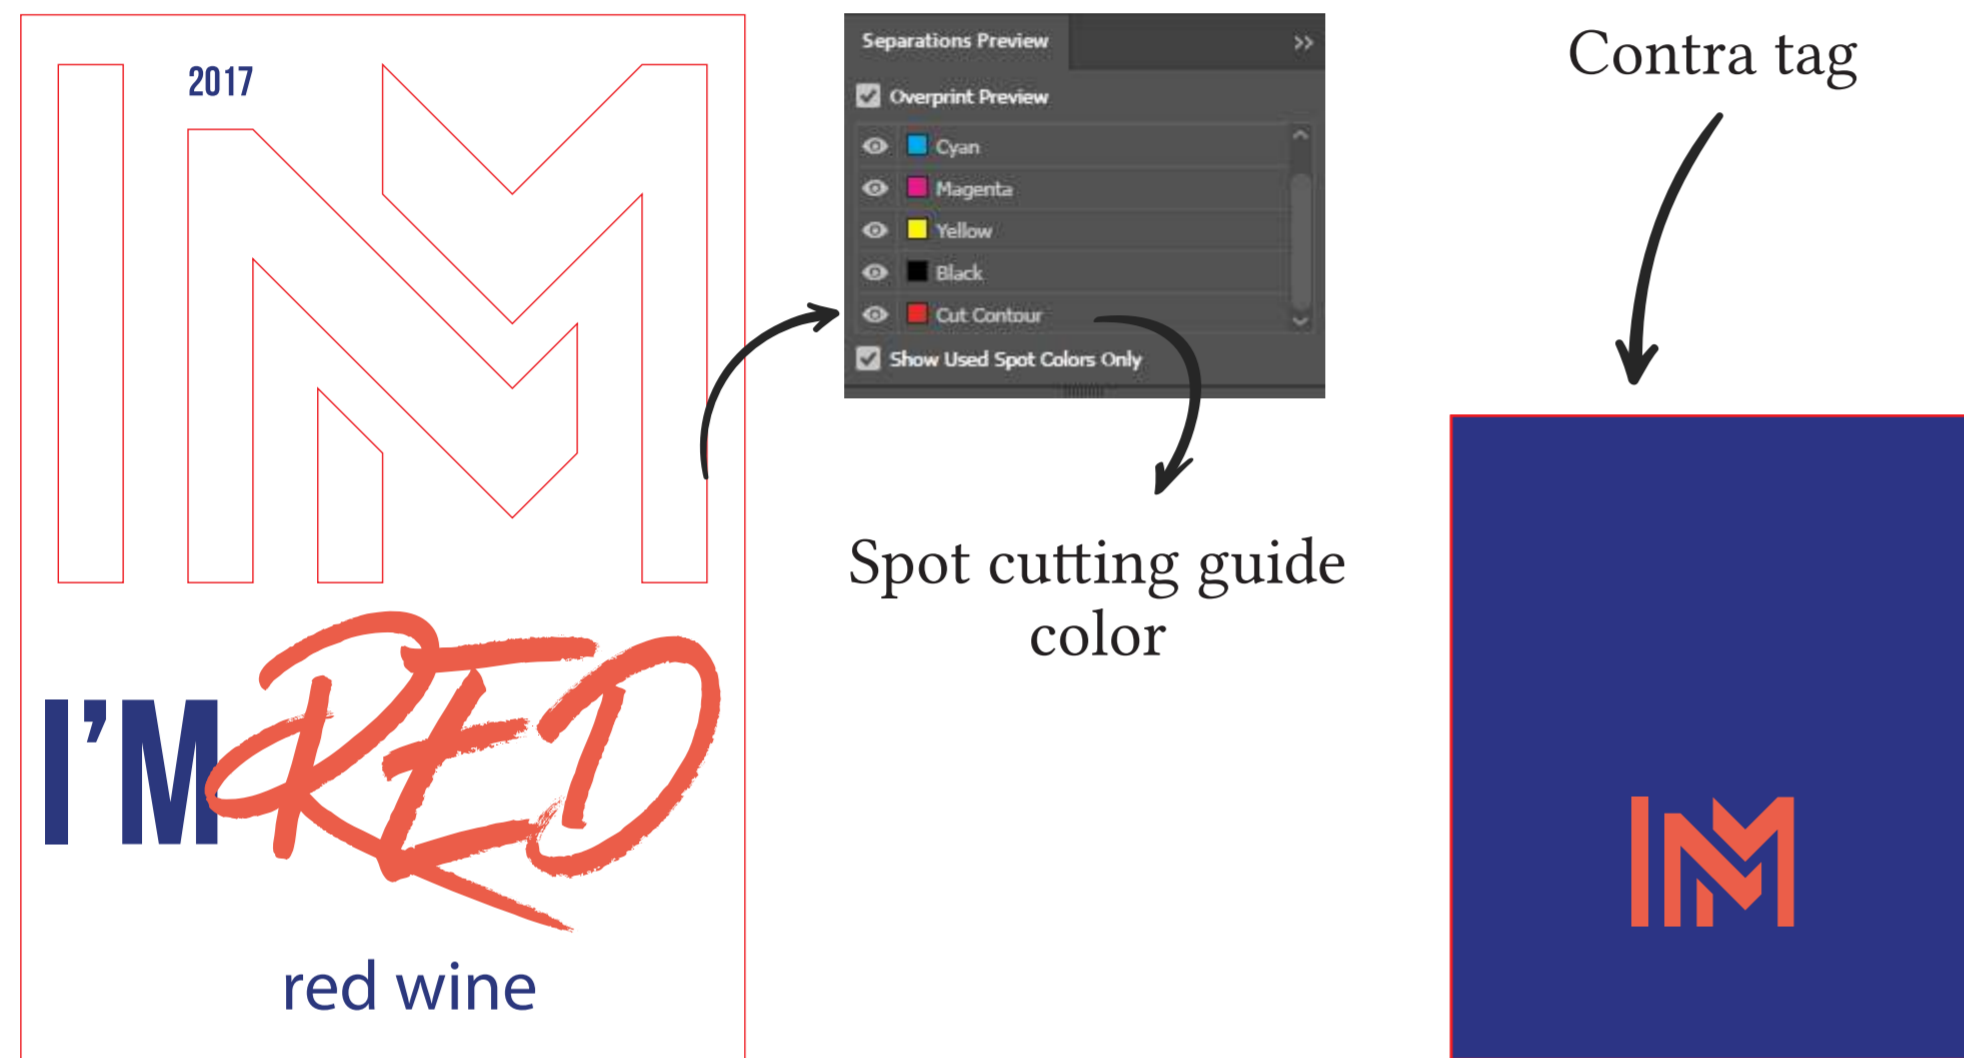 2017
I'M RED
red wine
Separations Preview
Overprint Preview
Cyan
Magenta
Yellow
Black
Cut Contour
Show Used Spot Colors Only
Spot cutting guide
color
Contra tag
IM